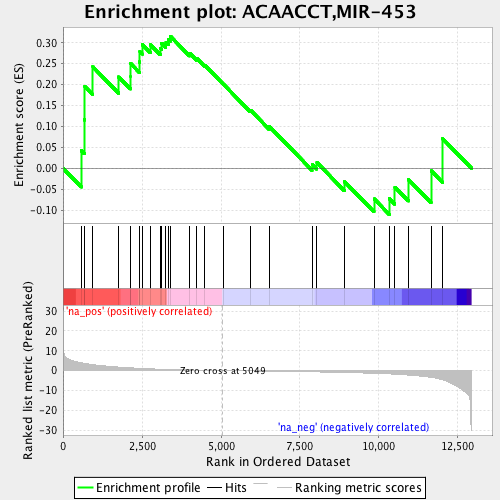 Enrichment plot: ACAACCT,MIR-453
Enrichment score (ES)
0.30
0.25
0.20
0.15
0.10
0.05
0.00
-0.05
-0.10
'na_pos' (positively correlated)
Ranked list metric (PreRanked)
30
20
10
0
-10
-20
-30
Zero cross at 5049
'na_neg' (negatively correlated)
0 2,500 5,000 7,500 10,000 12,500
Rank in Ordered Dataset
Enrichment profile Hits Ranking metric scores